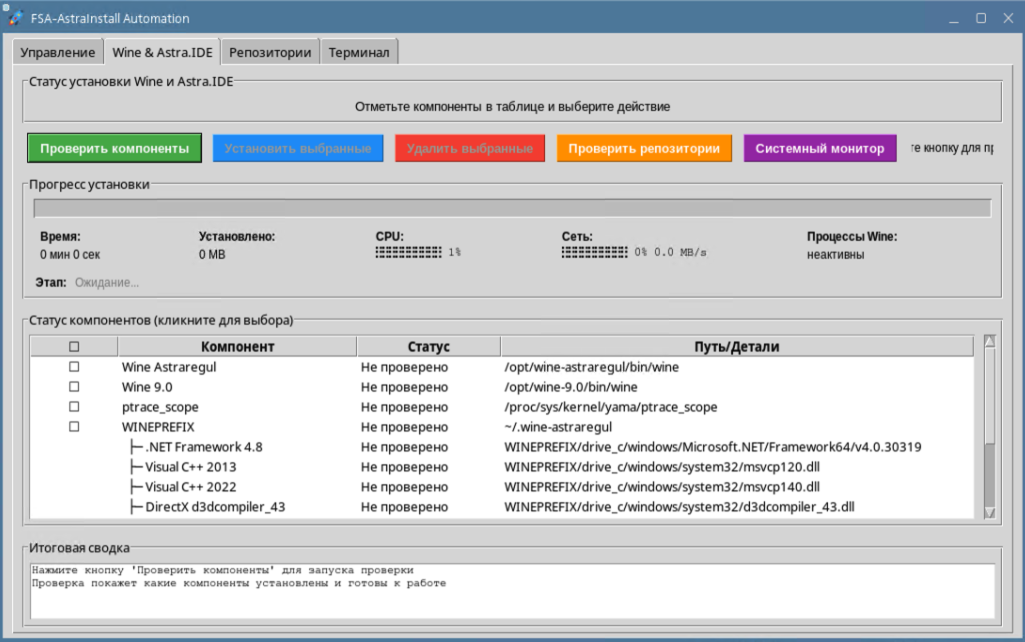 FSA-AstraInstall Automation
Управление Wine & Astra.IDE Репозитории Терминал
Статус установки Wine и Astra.IDE
Отметьте компоненты в таблице и выберите действие
Проверить компоненты Установить выбранные Удалить выбранные Проверить репозитории Системный монитор кнопку для
Прогресс установки
Время: Установлено: CPU: Сеть: Процессы Wine:
0 мин 0 сек 0 MB 1% 0% 0.0 MB/s неактивны
Этап: Ожидание...
Статус компонентов (кликните для выбора)
☐ Компонент Статус Путь/Детали
☐ Wine Astraregul Не проверено /opt/wine-astraregul/bin/wine
☐ Wine 9.0 Не проверено /opt/wine-9.0/bin/wine
☐ ptrace_scope Не проверено /proc/sys/kernel/yama/ptrace_scope
☐ WINEPREFIX Не проверено ~/.wine-astraregul
├─ .NET Framework 4.8 Не проверено WINEPREFIX/drive_c/windows/Microsoft.NET/Framework64/v4.0.30319
├─ Visual C++ 2013 Не проверено WINEPREFIX/drive_c/windows/system32/msvcp120.dll
├─ Visual C++ 2022 Не проверено WINEPREFIX/drive_c/windows/system32/msvcp140.dll
├─ DirectX d3dcompiler_43 Не проверено WINEPREFIX/drive_c/windows/system32/d3dcompiler_43.dll
Итоговая сводка
Нажмите кнопку 'Проверить компоненты' для запуска проверки
Проверка покажет какие компоненты установлены и готовы к работе